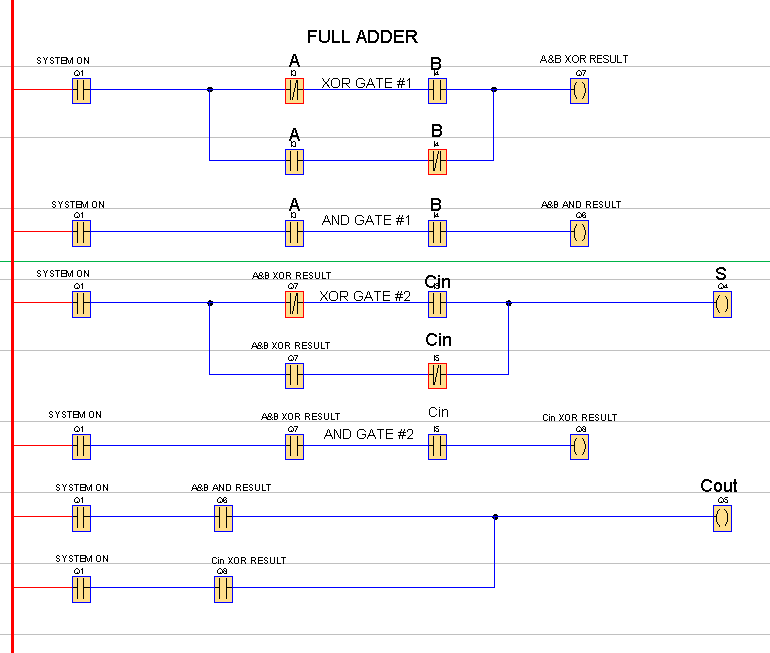 FULL ADDER
SYSTEM ON
A
B
A&B XOR RESULT
Q1
I3
XOR GATE #1
I4
Q7
A
B
I3
I4
SYSTEM ON
A
B
A&B AND RESULT
Q1
I3
AND GATE #1
I4
Q6
SYSTEM ON
A&B XOR RESULT
Cin
S
Q1
Q7
XOR GATE #2
Q4
A&B XOR RESULT
Cin
Q7
I5
SYSTEM ON
A&B XOR RESULT
Cin
Cin XOR RESULT
Q1
Q7
AND GATE #2
I5
Q8
SYSTEM ON
A&B AND RESULT
Cout
Q1
Q6
Q5
SYSTEM ON
Cin XOR RESULT
Q1
Q8